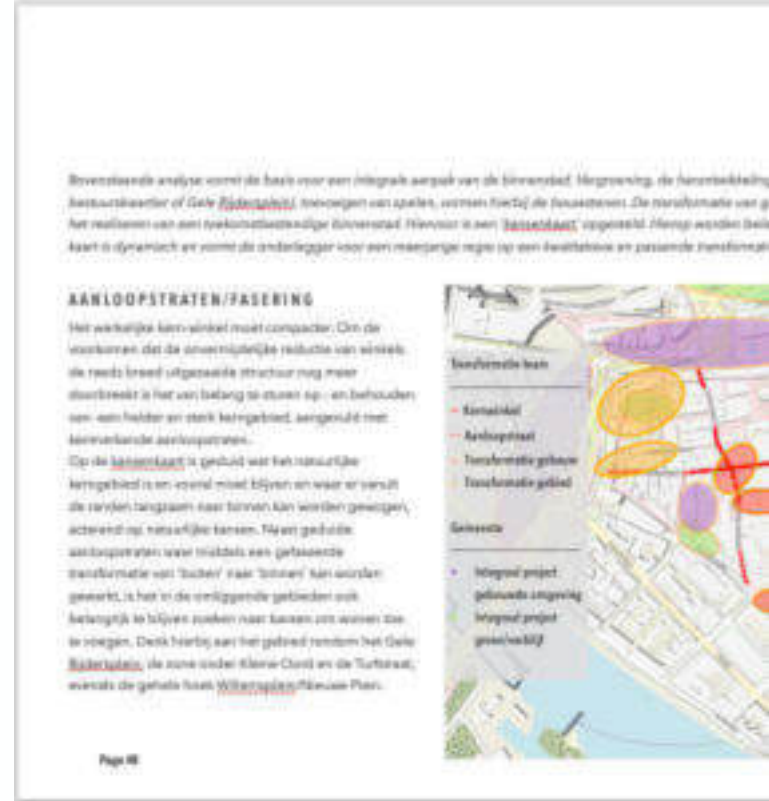 Bovenstaande analyse vormt de basis voor een integrale aanpak van de binnenstad. Vergroening, de herontwikkeling
bestuurskwartier of Gele Rijdersplein), toevoegen van spelen, vormen hierbij de bouwstenen. De transformatie van g
het realiseren van een toekomstbestendige binnenstad. Hiervoor is een 'kansenkaart' opgesteld. Hierop worden bela
kaart is dynamisch en vormt de onderlegger voor een meerjarige regie op een kwalitatieve en passende transformati
AANLOOPSTRATEN/FASERING
Het werkelijke kern-winkel moet compacter. Om de
voorkomen dat de onvermijdelijke reductie van winkels
de reeds breed uitgezaaide structuur nog meer
doorbreekt is het van belang te sturen op - en behouden
van- een helder en sterk kerngebied, aangevuld met
kernverbande aanloopstraten.
Op de kansenkaart is geduid wat het natuurlijke
kerngebied is en vooral moet blijven en waar er vanuit
de randen langzaam naar binnen kan worden gewogen,
acterend op natuurlijke kansen. Naast geduide
aanloopstraten waar middels een gefaseerde
transformatie van 'buiten' naar 'binnen' kan worden
gewerkt, is het in de omliggende gebieden ook
belangrijk te blijven zoeken naar kansen om wonen toe
te voegen. Denk hierbij aan het gebied rondom het Gele
Rijdersplein, de zone onder Kleine Oord en de Turfstraat,
evenals de gehele hoek Willemsplein/Nieuwe Plein.
Transformatie team
Kernwinkel
Aanloopstraat
Transformatie gebouw
Transformatie gebied
Gemeente
Integraal project
gebouwde omgeving
Integraal project
groen/verblijf
Page 48